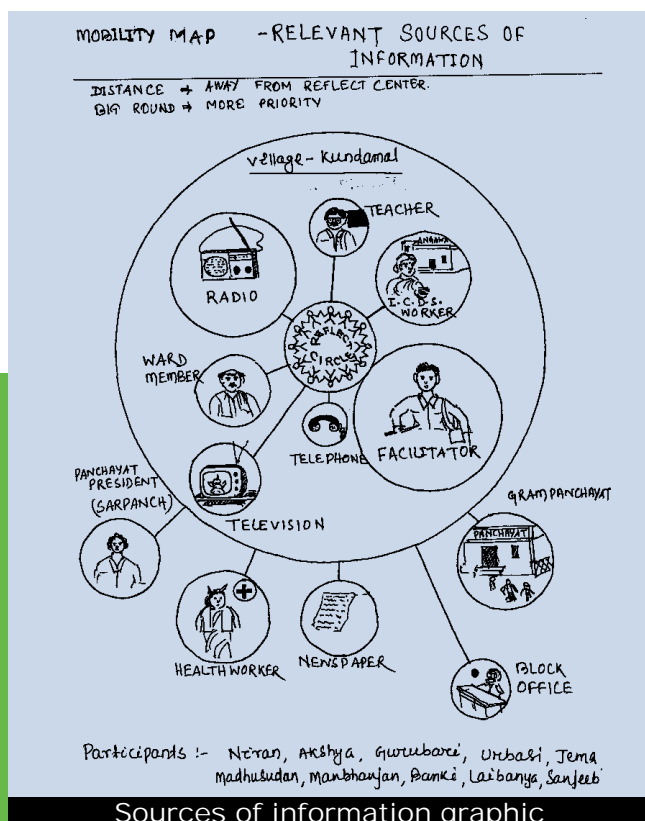 MOBILITY MAP - RELEVANT SOURCES OF
INFORMATION
DISTANCE → AWAY FROM REFLECT CENTER.
BIG ROUND → MORE PRIORITY
Village - Kundamal
TEACHER
RADIO
ANGANWA
I.C.D.S.
WORKER
REFLECT
CIRCLE
WARD
MEMBER
TELEPHONE
FACILITATOR
PANCHAYAT
PRESIDENT
(SARPANCH)
TELEVISION
GRAM PANCHAYAT
PANCHAYAT
HEALTH WORKER
NEWSPAPER
BLOCK
OFFICE
Participants :- Niran, Akshya, Gurubari, Urbasi, Jema
Madhusudan, Manbhanjan, Banki, Laibanya, Sanjeeb
Sources of information graphic